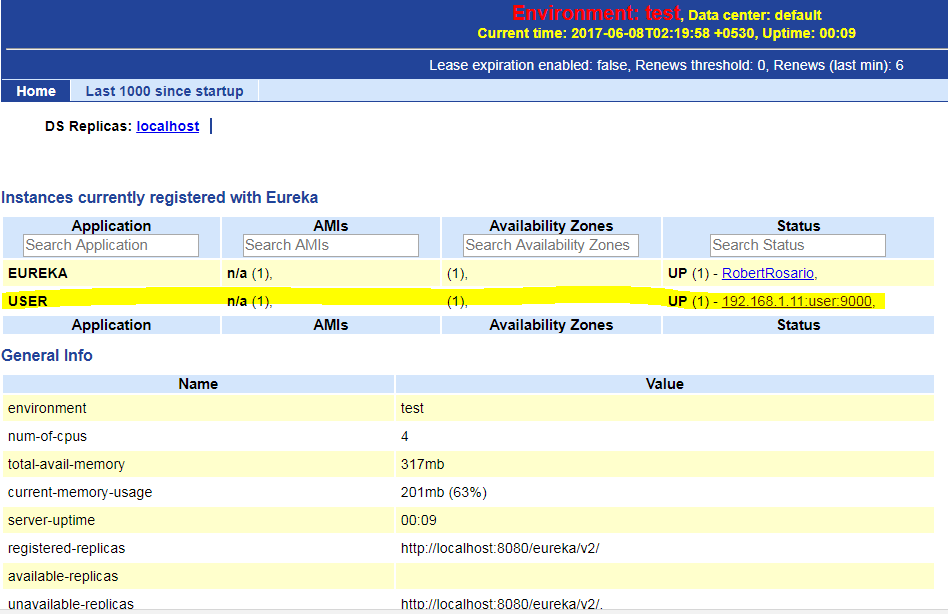 Environment: test, Data center: default
Current time: 2017-06-08T02:19:58 +0530, Uptime: 00:09
Lease expiration enabled: false, Renews threshold: 0, Renews (last min): 6
Home Last 1000 since startup
DS Replicas: localhost
Instances currently registered with Eureka
Application AMIs Availability Zones Status
Search Application Search AMIs Search Availability Zones Search Status
EUREKA n/a (1), (1), UP (1) - RobertRosario,
USER n/a (1), (1), UP (1) - 192.168.1.11:user:9000,
Application AMIs Availability Zones Status
General Info
Name Value
environment test
num-of-cpus 4
total-avail-memory 317mb
current-memory-usage 201mb (63%)
server-uptime 00:09
registered-replicas http://localhost:8080/eureka/v2/
available-replicas
unavailable-replicas http://localhost:8080/eureka/v2/,